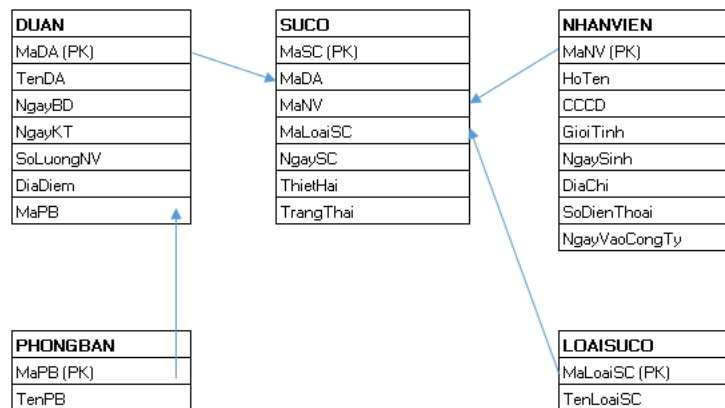 DUAN
MaDA (PK)
TenDA
NgayBD
NgayKT
SoLuongNV
DiaDiem
MaPB
SUCO
MaSC (PK)
MaDA
MaNV
MaLoaiSC
NgaySC
ThietHai
TrangThai
NHANVIEN
MaNV (PK)
HoTen
CCCD
GioiTinh
NgaySinh
DiaChi
SoDienThoai
NgayVaoCongTy
PHONGBAN
MaPB (PK)
TenPB
LOAISUCO
MaLoaiSC (PK)
TenLoaiSC